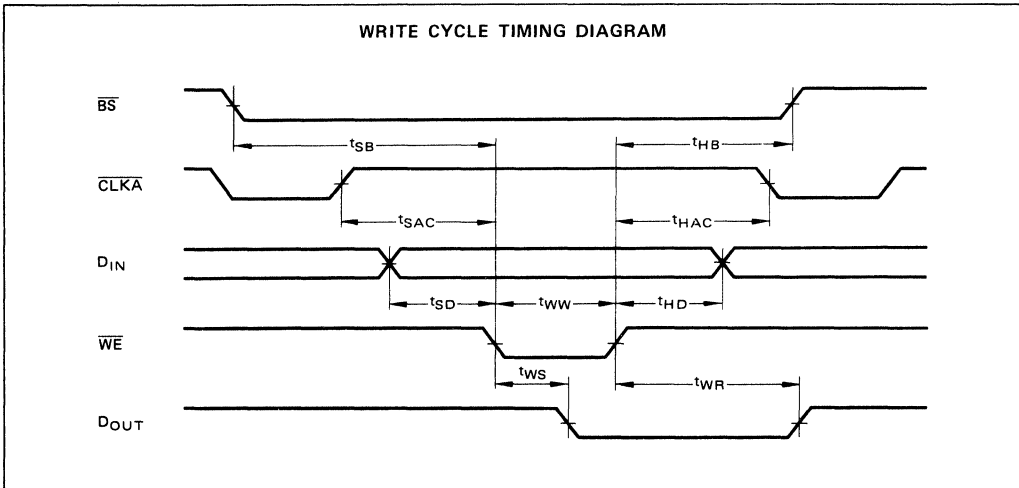 WRITE CYCLE TIMING DIAGRAM
BS
tSB
tHB
CLKA
tSAC
tHAC
DIN
tSD
tWW
tHD
WE
tWS
tWR
DOUT